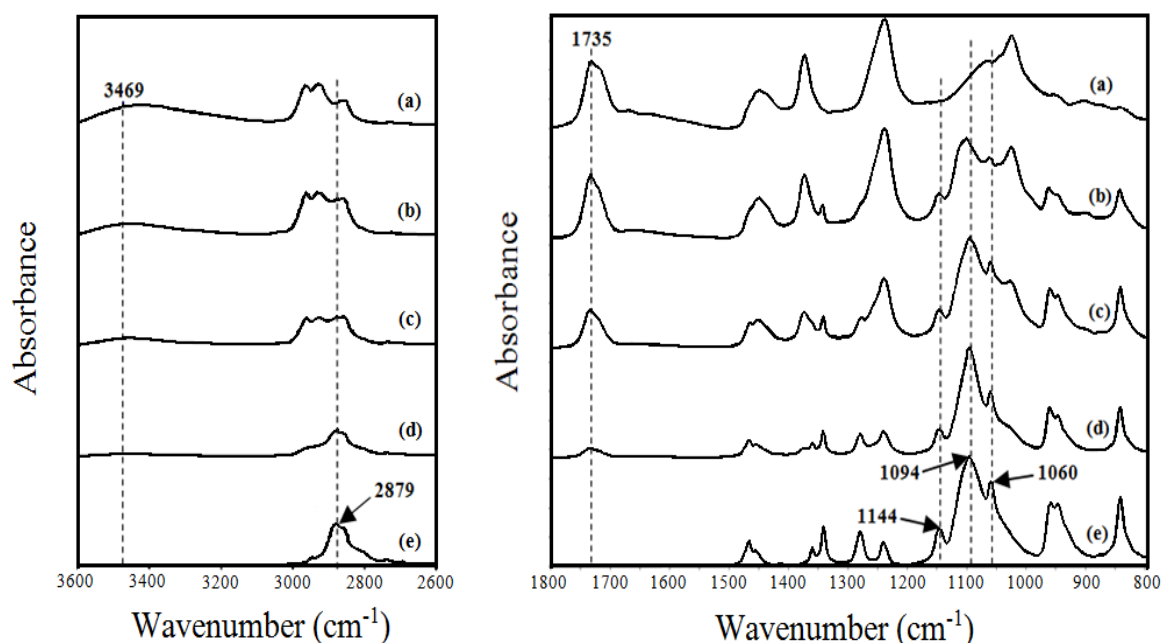 3469
(a)
(b)
(c)
(d)
2879
(e)
3600 3400 3200 3000 2800 2600
Wavenumber (cm-1)
Absorbance
1735
(a)
(b)
(c)
(d)
1094
1060
1144
(e)
1800 1700 1600 1500 1400 1300 1200 1100 1000 900 800
Wavenumber (cm-1)
Absorbance